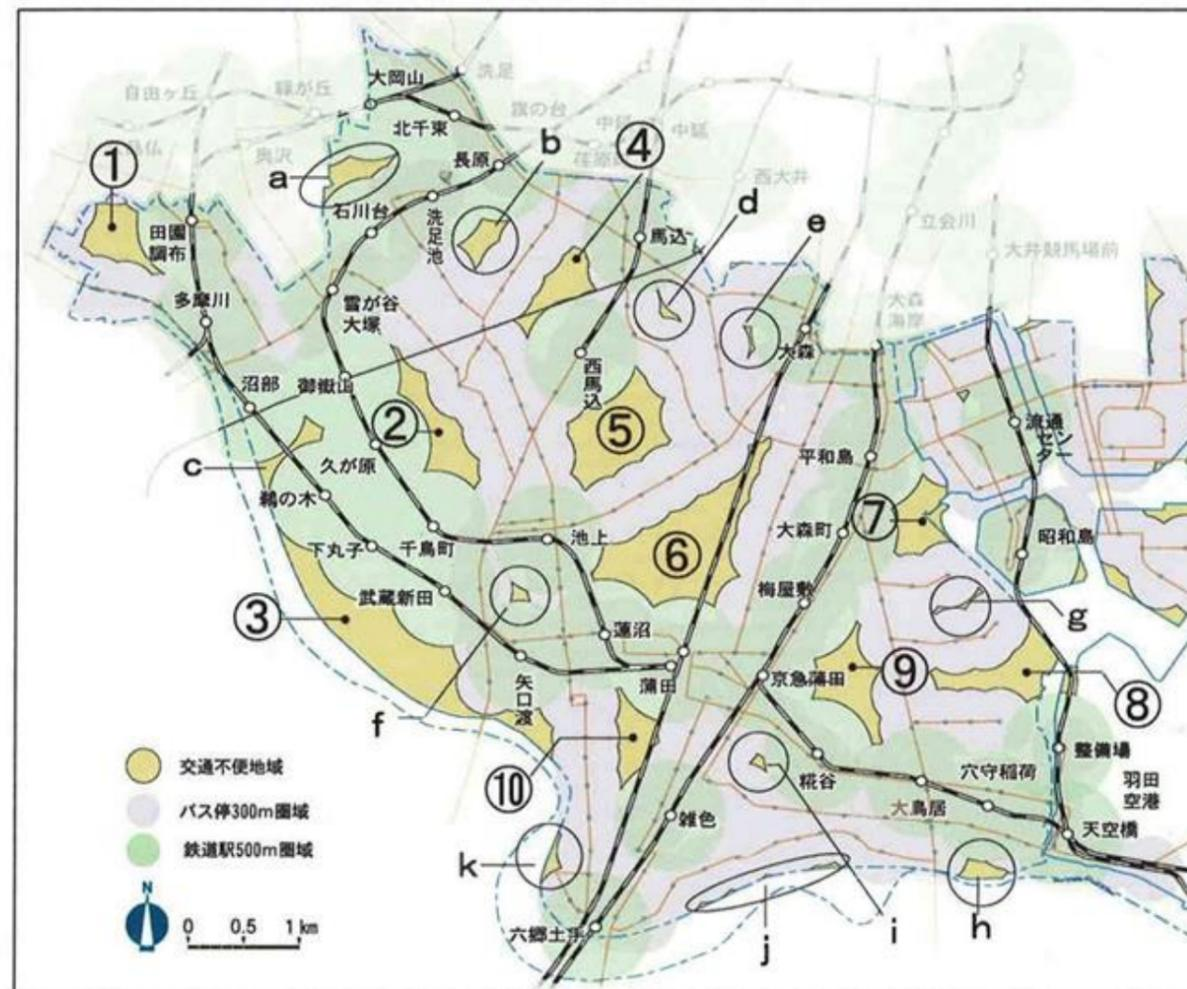 洗足
大岡山
自由ヶ丘
緑が丘
旗の台
中延
中延
北千束
①
奥沢
長原
b
④
a
荏原町
西大井
d
石川台
洗足池
e
立会川
田園
調布
馬込
大井競馬場前
多摩川
雪が谷
大塚
大森
海岸
大森
沼部
御嶽山
西馬込
②
⑤
流通
センター
c
久が原
平和島
鵜の木
⑦
大森町
千鳥町
池上
⑥
昭和島
下丸子
武蔵新田
梅屋敷
③
蓮沼
g
矢口渡
蒲田
京急蒲田
⑨
⑧
f
交通不便地域
⑩
整備場
糀谷
穴守稲荷
羽田
空港
バス停300m圏域
大鳥居
雑色
天空橋
鉄道駅500m圏域
k
N
0 0.5 1km
六郷土手
j
i
h